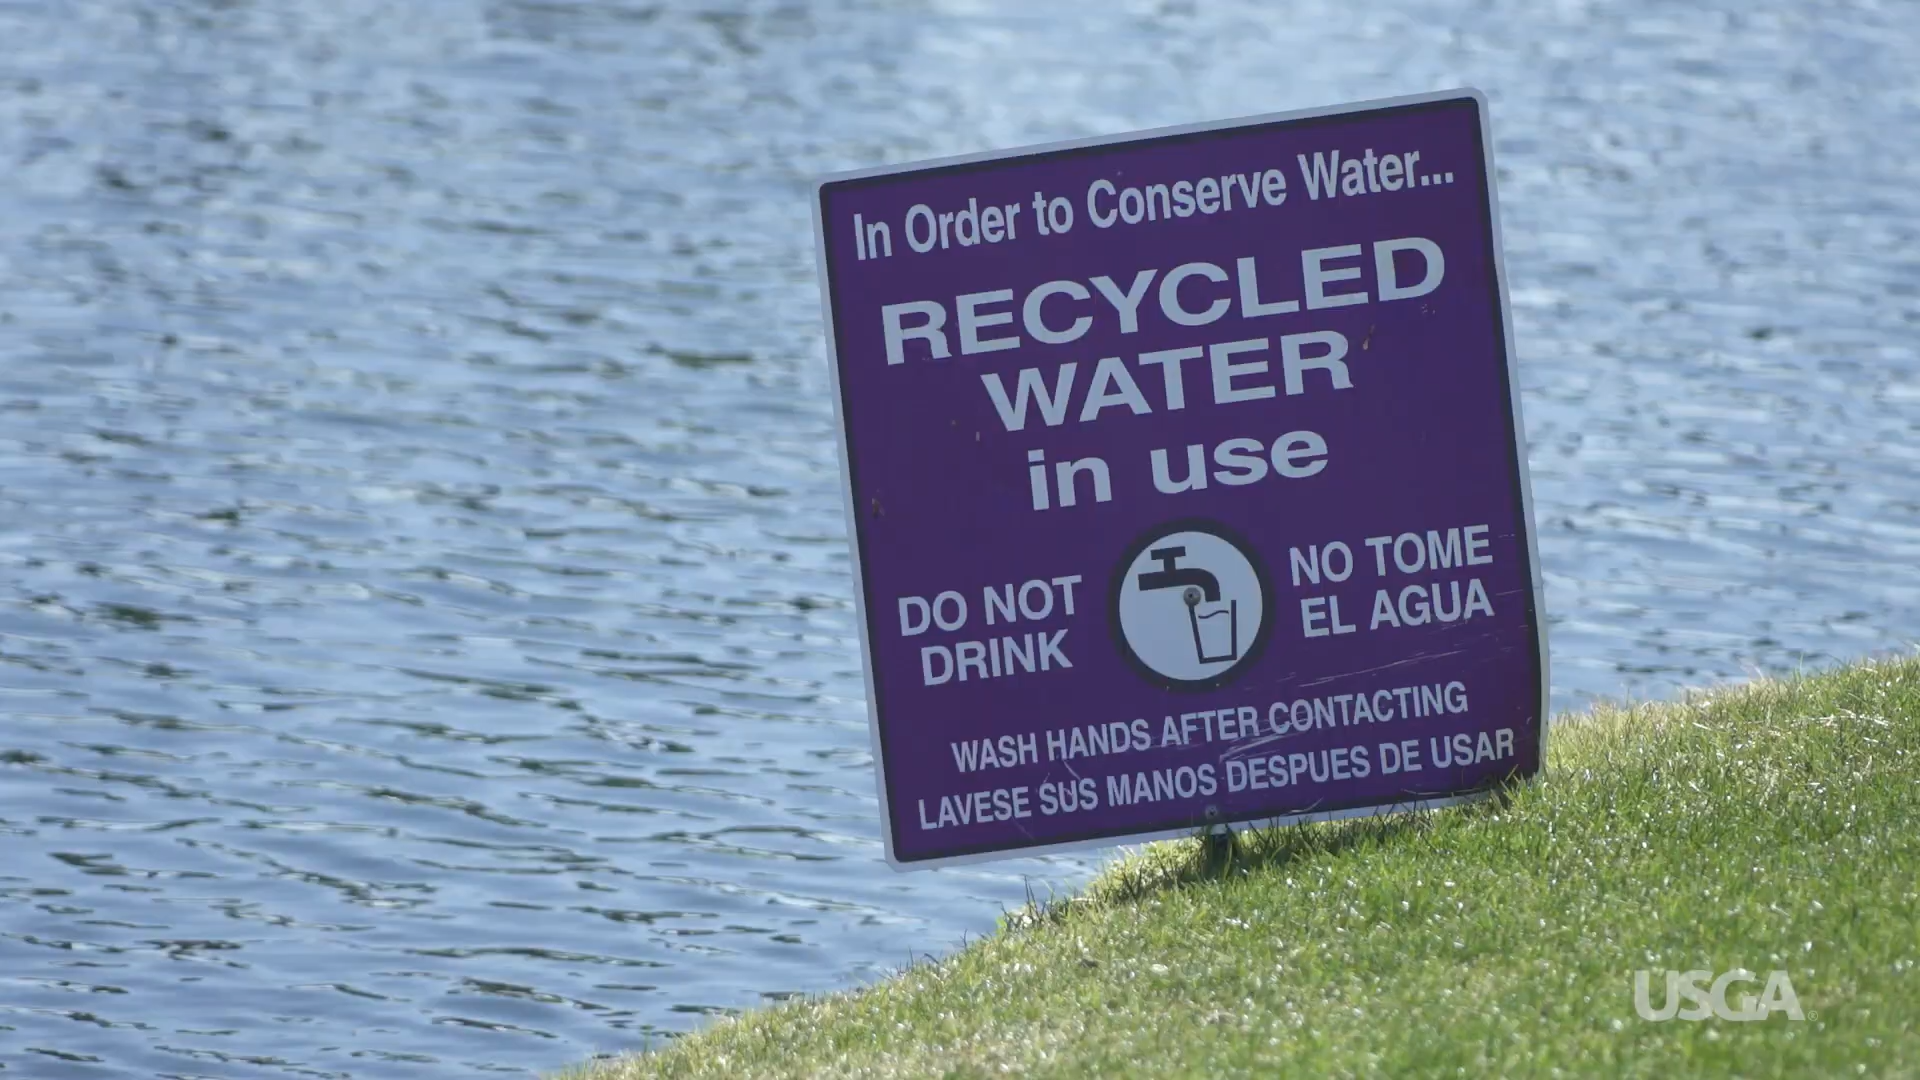 In Order to Conserve Water...
RECYCLED
WATER
in use
DO NOT
DRINK
NO TOME
EL AGUA
WASH HANDS AFTER CONTACTING
LAVESE SUS MANOS DESPUES DE USAR
USGA®